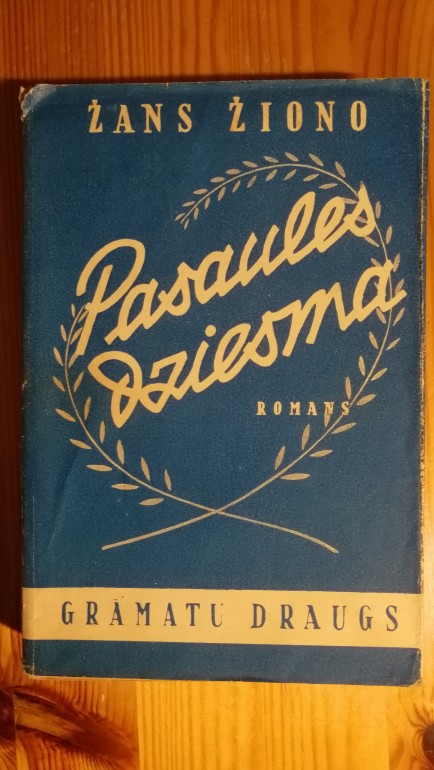 ŽANS ŽIONO
Pasaules
dziesma
ROMANS
GRĀMATU DRAUGS